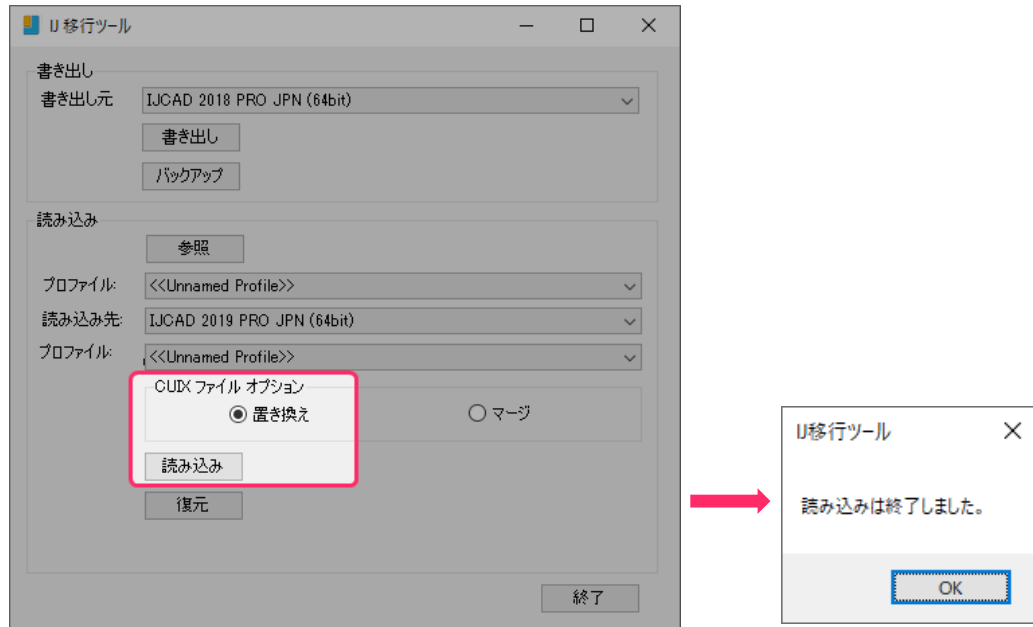 IJ 移行ツール
書き出し
書き出し元
IJCAD 2018 PRO JPN (64bit)
書き出し
バックアップ
読み込み
参照
プロファイル:
<<Unnamed Profile>>
読み込み先:
IJCAD 2019 PRO JPN (64bit)
プロファイル:
<<Unnamed Profile>>
CUIX ファイル オプション
置き換え
マージ
読み込み
復元
終了
IJ移行ツール
読み込みは終了しました。
OK